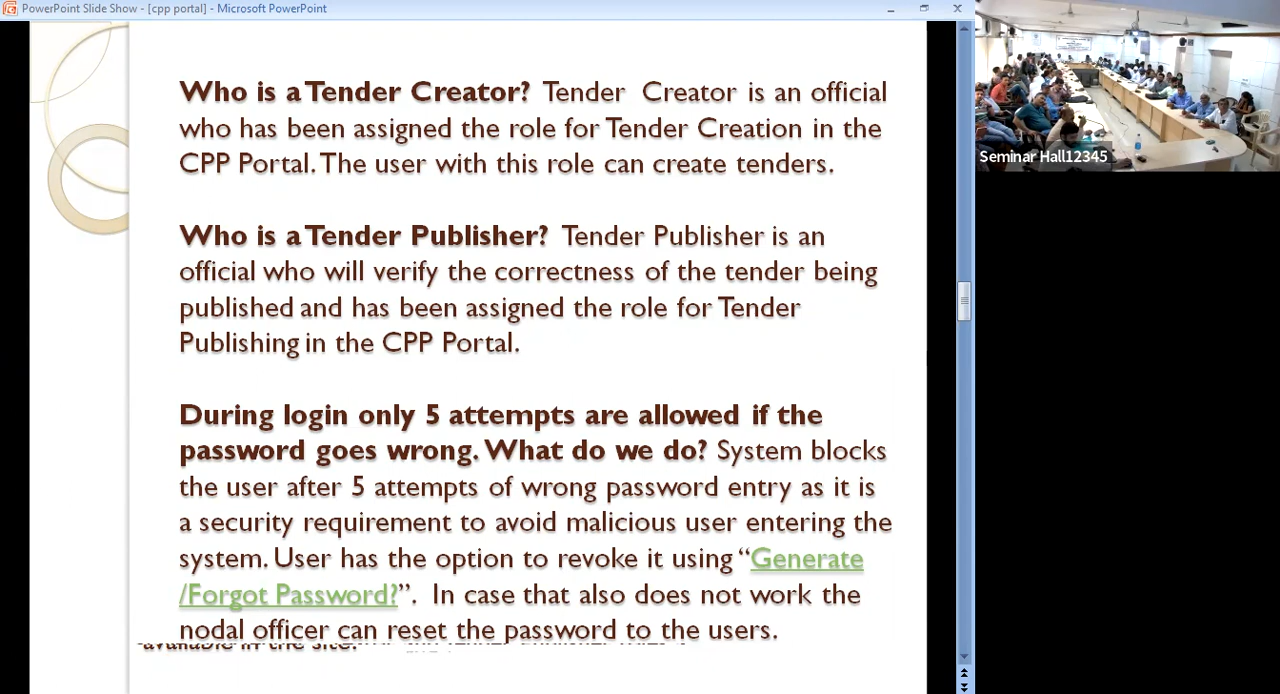 PowerPoint Slide Show - [cpp portal] - Microsoft PowerPoint
Who is a Tender Creator? Tender Creator is an official
who has been assigned the role for Tender Creation in the
CPP Portal. The user with this role can create tenders.
Who is a Tender Publisher? Tender Publisher is an
official who will verify the correctness of the tender being
published and has been assigned the role for Tender
Publishing in the CPP Portal.
During login only 5 attempts are allowed if the
password goes wrong. What do we do? System blocks
the user after 5 attempts of wrong password entry as it is
a security requirement to avoid malicious user entering the
system. User has the option to revoke it using “Generate
/Forgot Password?”. In case that also does not work the
nodal officer can reset the password to the users.
available in the site.
Seminar Hall12345